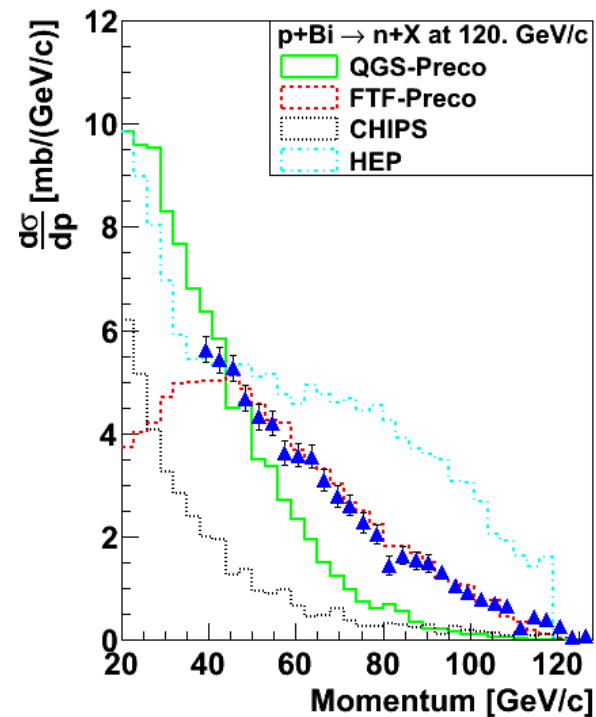 p+Bi → n+X at 120. GeV/c
QGS-Preco
FTF-Preco
CHIPS
HEP
dσ/dp [mb/(GeV/c)]
12
10
8
6
4
2
0
20 40 60 80 100 120
Momentum [GeV/c]